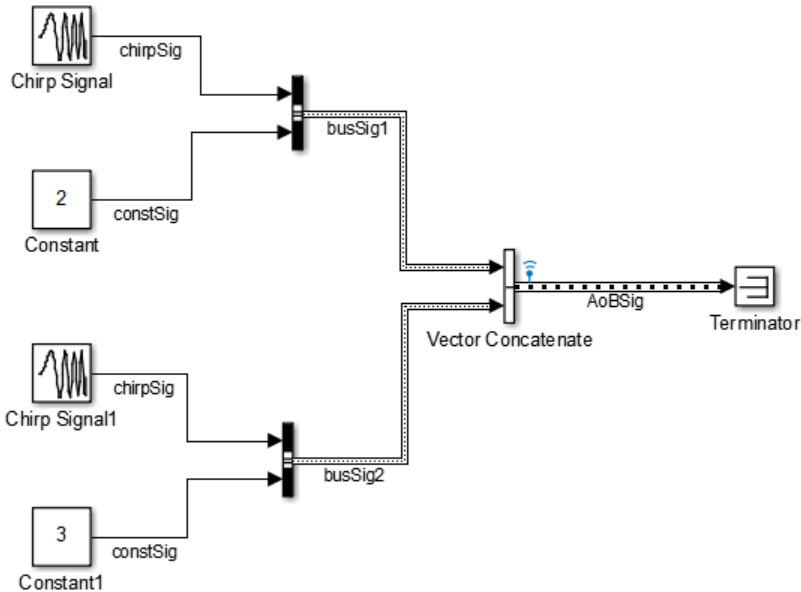 chirpSig
Chirp Signal
busSig1
2
constSig
Constant
AoBSig
Vector Concatenate
Terminator
chirpSig
Chirp Signal1
busSig2
3
constSig
Constant1